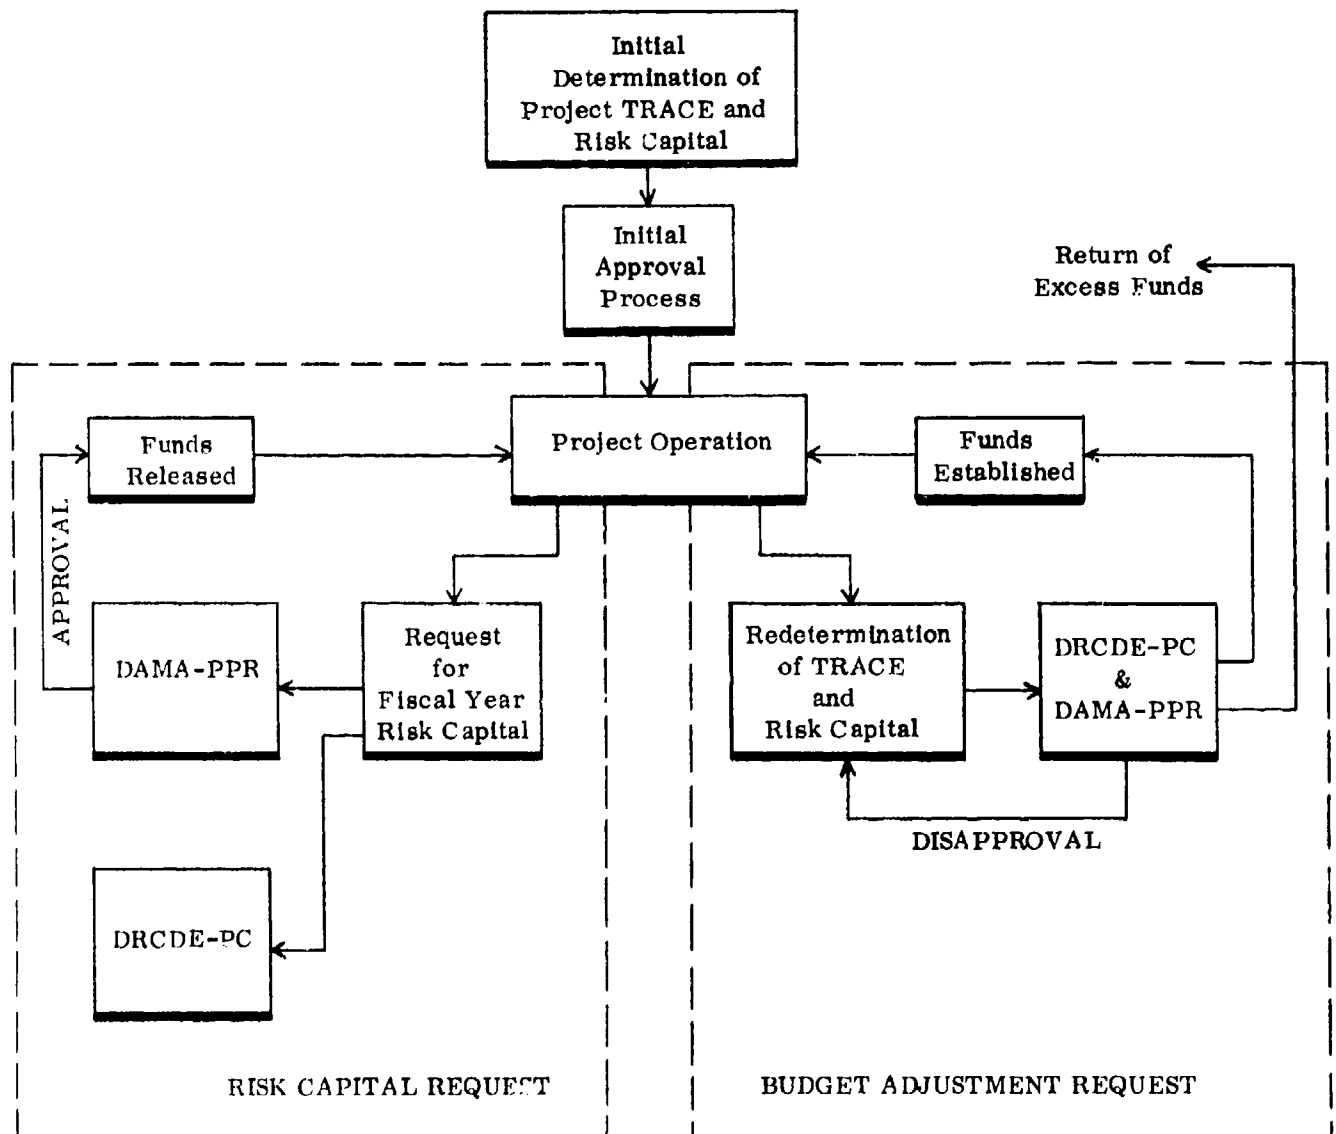 Initial
Determination of
Project TRACE and
Risk Capital
Initial
Approval
Process
Return of
Excess Funds
Funds
Released
Project Operation
Funds
Established
APPROVAL
DAMA-PPR
Request
for
Fiscal Year
Risk Capital
Redetermination
of TRACE
and
Risk Capital
DRCDE-PC
&
DAMA-PPR
DISAPPROVAL
DRCDE-PC
RISK CAPITAL REQUEST
BUDGET ADJUSTMENT REQUEST